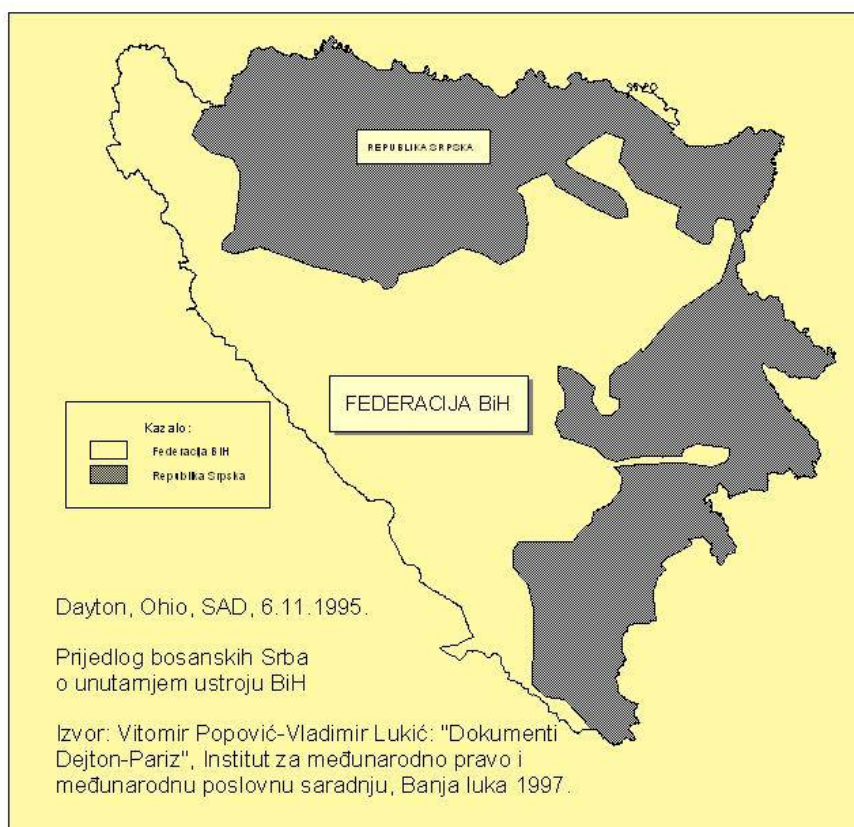 REPUBLIKA SRPSKA
FEDERACIJA BiH
Kazalo:
Federacija BiH
Republika Srpska
Dayton, Ohio, SAD, 6.11.1995.
Prijedlog bosanskih Srba
o unutarnjem ustroju BiH
Izvor: Vitomir Popović-Vladimir Lukić: "Dokumenti
Dejton-Pariz", Institut za međunarodno pravo i
međunarodnu poslovnu saradnju, Banja luka 1997.